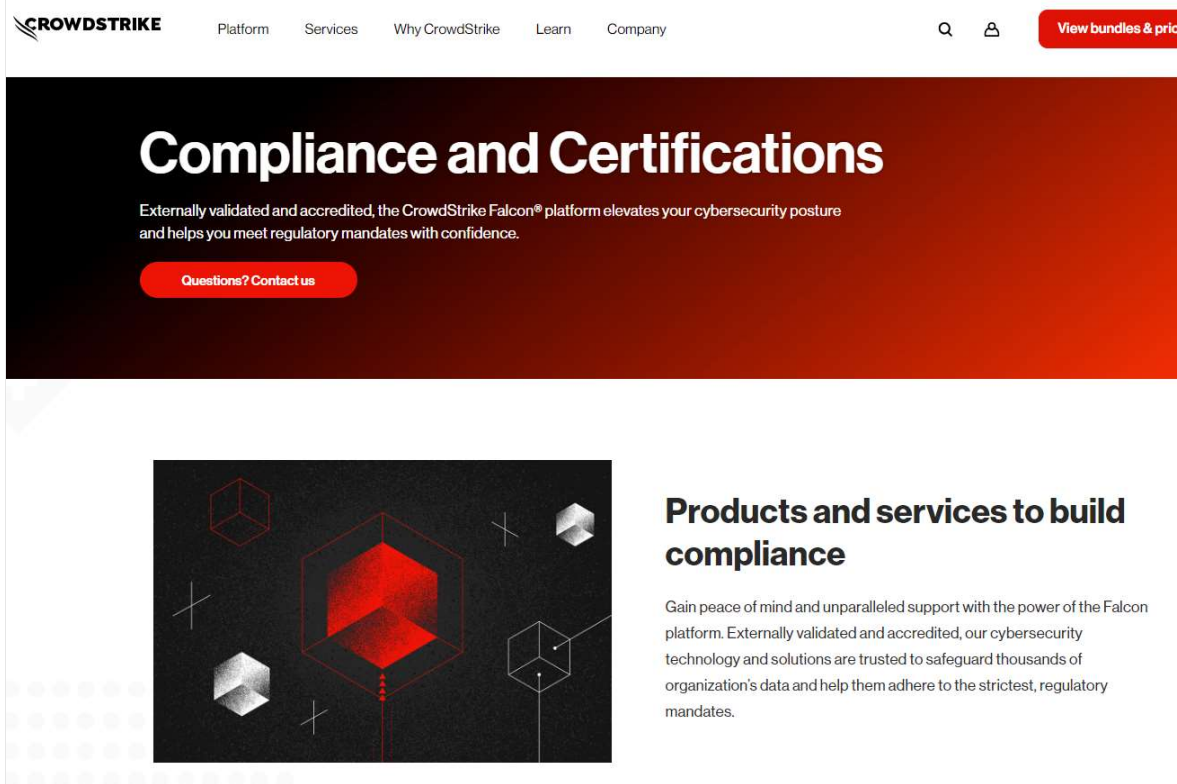 CROWDSTRIKE
Platform
Services
Why CrowdStrike
Learn
Company
View bundles &
Compliance and Certifications
Externally validated and accredited, the CrowdStrike Falcon® platform elevates your cybersecurity posture
and helps you meet regulatory mandates with confidence.
Questions? Contact us
Products and services to build
compliance
Gain peace of mind and unparalleled support with the power of the Falcon
platform. Externally validated and accredited, our cybersecurity
technology and solutions are trusted to safeguard thousands of
organization's data and help them adhere to the strictest, regulatory
mandates.